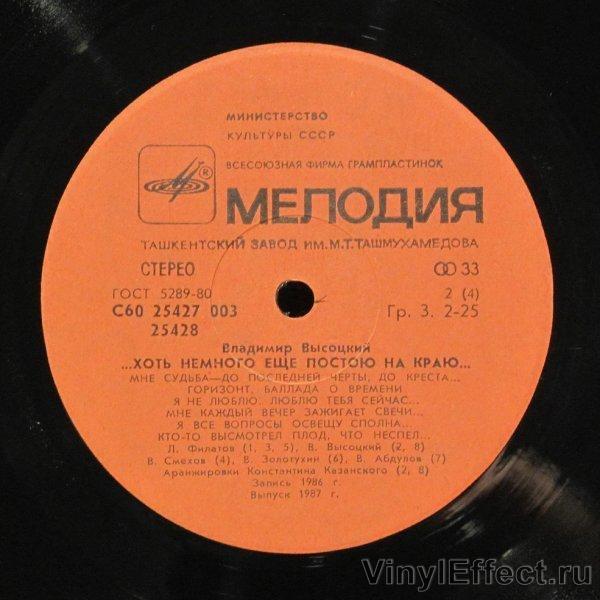 МИНИСТЕРСТВО
КУЛЬТУРЫ СССР
ВСЕСОЮЗНАЯ ФИРМА ГРАМПЛАСТИНОК
® МЕЛОДИЯ
ТАШКЕНТСКИЙ ЗАВОД ИМ. М.Т.ТАШМУХАМЕДОВА
СТЕРЕО 33
ГОСТ 5289-80 2 (4)
С60 25427 003 Гр. 3. 2-25
25428
Владимир Высоцкий
...ХОТЬ НЕМНОГО ЕЩЕ ПОСТОЮ НА КРАЮ...
МНЕ СУДЬБА—ДО ПОСЛЕДНЕЙ ЧЕРТЫ, ДО КРЕСТА...
ГОРИЗОНТ, БАЛЛАДА О ВРЕМЕНИ
Я НЕ ЛЮБЛЮ, ЛЮБЛЮ ТЕБЯ СЕЙЧАС...
МНЕ КАЖДЫЙ ВЕЧЕР ЗАЖИГАЕТ СВЕЧИ...
Я ВСЕ ВОПРОСЫ ОСВЕЩУ СПОЛНА...
КТО-ТО ВЫСМОТРЕЛ ПЛОД, ЧТО НЕСПЕЛ...
Л. Филатов (1, 3, 5), В. Высоцкий (2, 8)
В. Смехов (4), В. Золотухин (6), В. Абдулов (7)
Аранжировки Константина Казанского (2, 8)
Запись 1986 г.
Выпуск 1987 г.
VinylEffect.ru